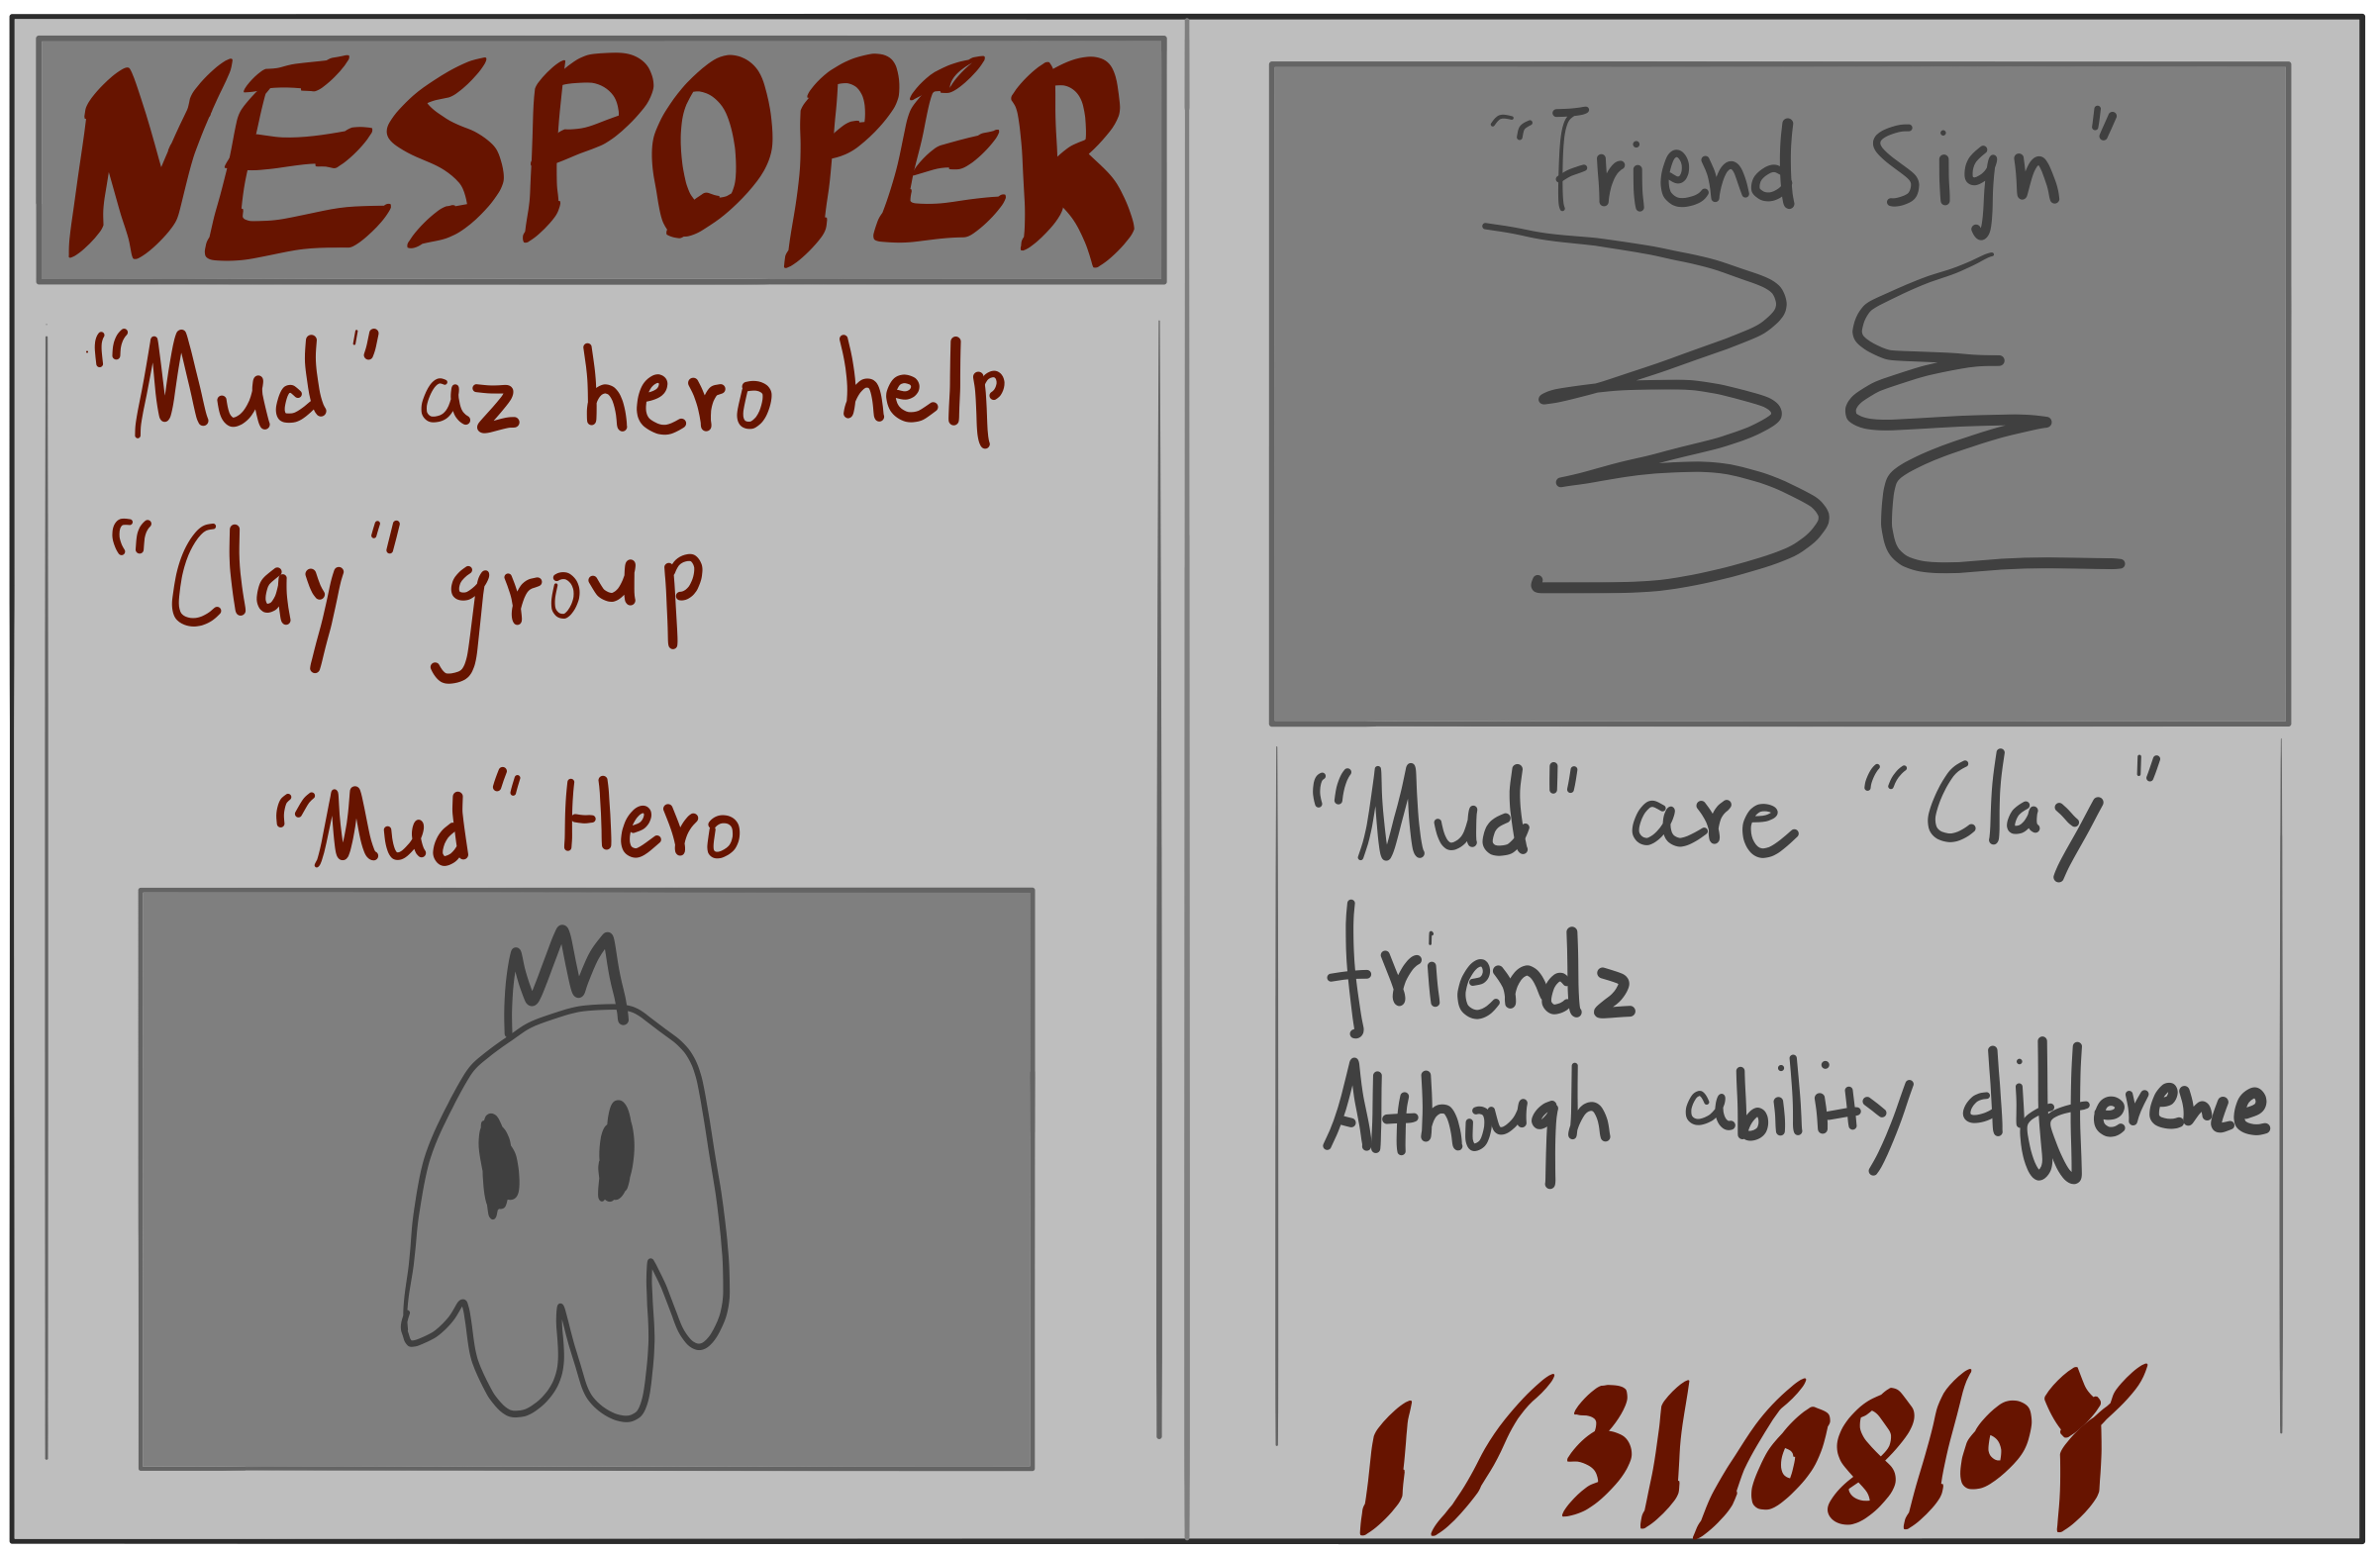 NESPOPER
"Mud" az hero help
"Clay" group
"Mud" Hero
"Friend Sign"
"Mud" are "Clay"
friendz
Although ability difference
1/31/08/0Y